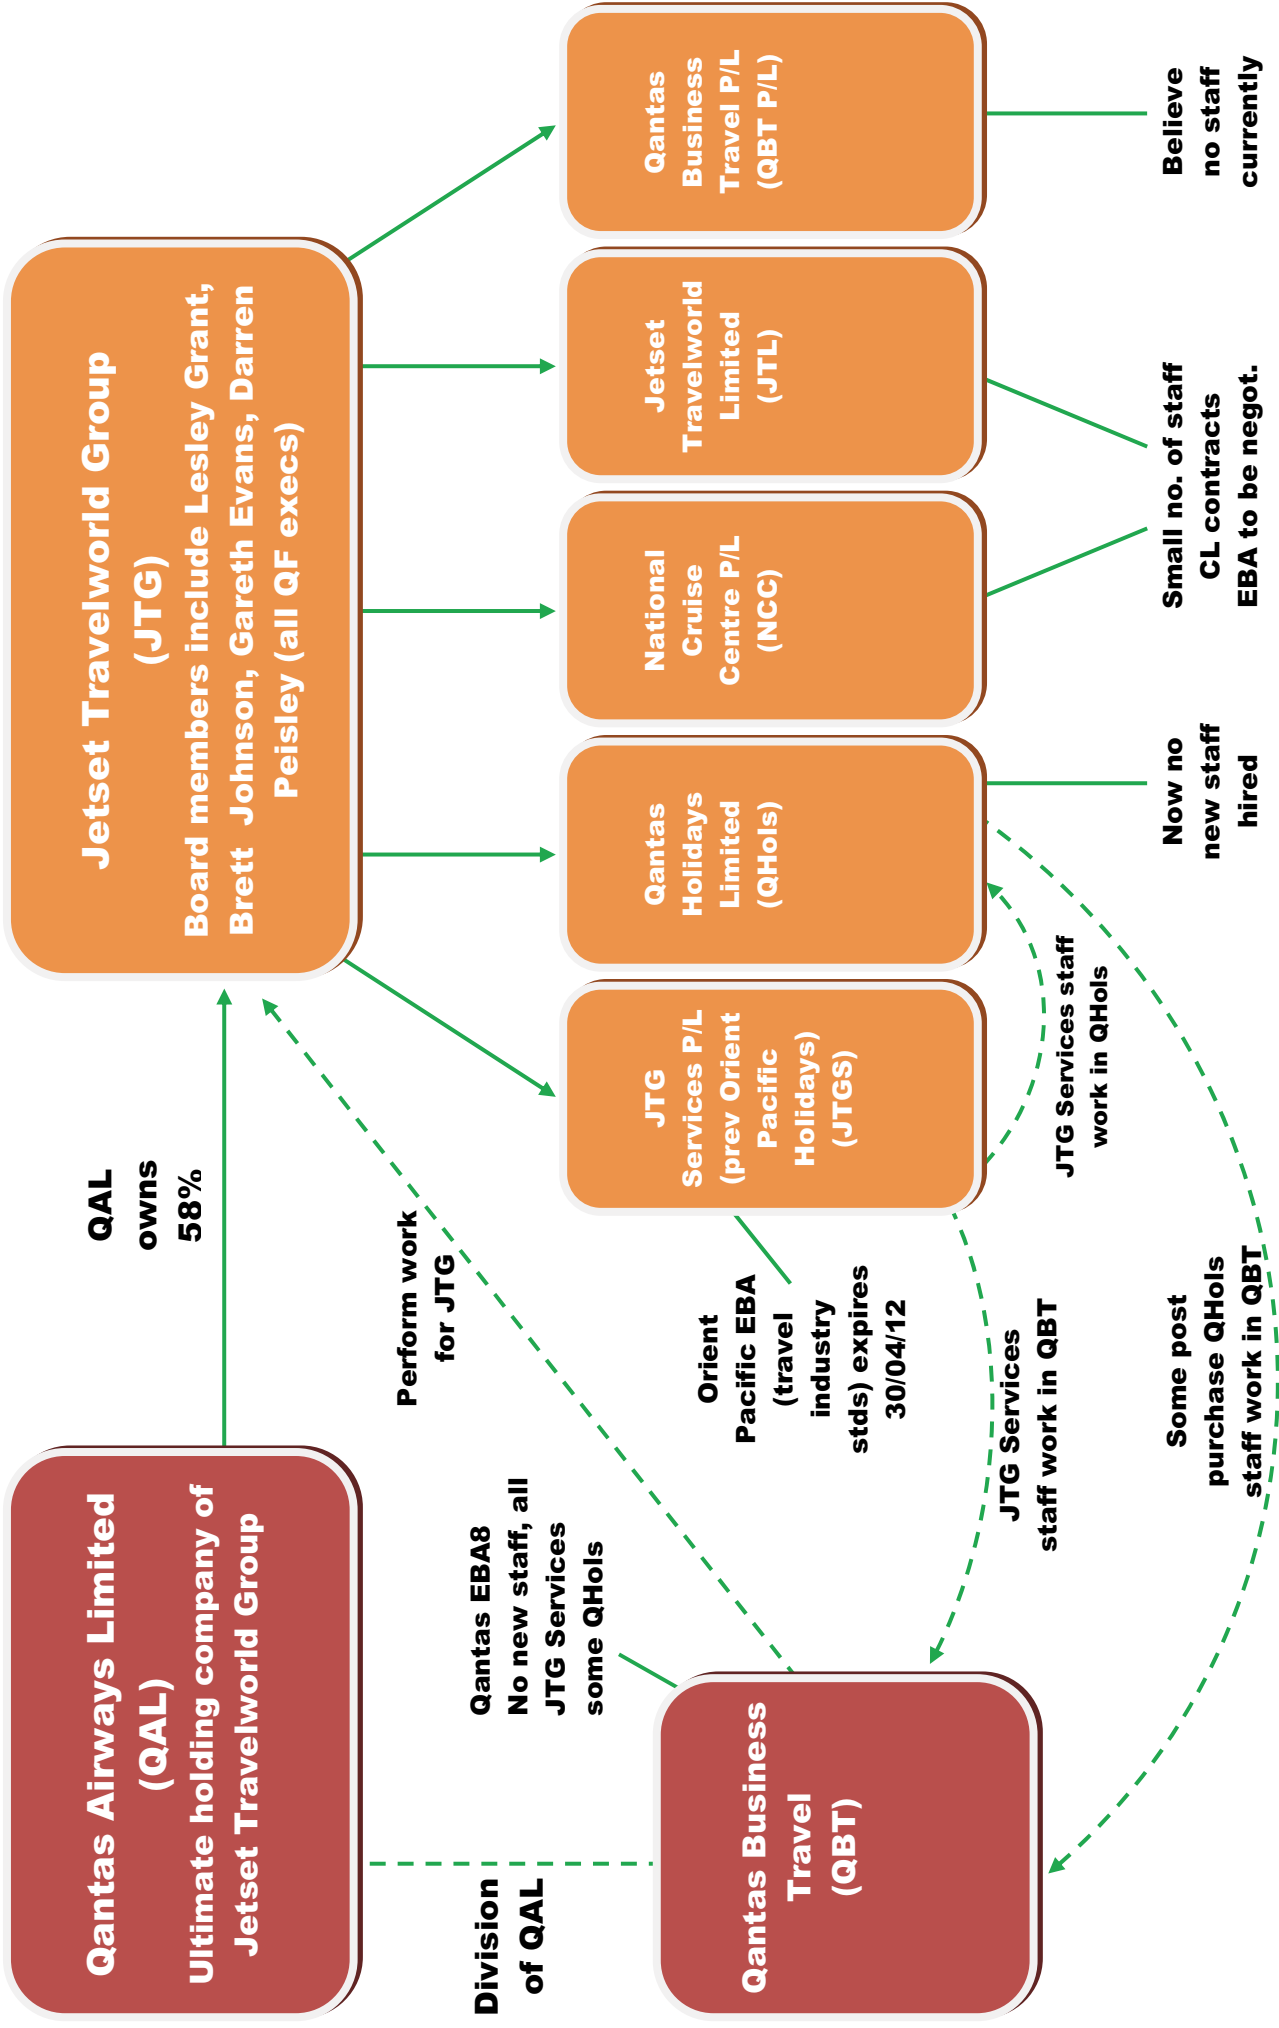 Qantas Airways Limited
(QAL)
Ultimate holding company of
Jetset Travelworld Group
QAL
owns
58%
Jetset Travelworld Group
(JTG)
Board members include Lesley Grant,
Brett Johnson, Gareth Evans, Darren
Peisley (all QF execs)
Division
of QAL
Qantas EBA8
No new staff, all
JTG Services
some QHols
Perform work
for JTG
Qantas Business
Travel
(QBT)
Orient
Pacific EBA
(travel
industry
stds) expires
30/04/12
JTG
Services P/L
(prev Orient
Pacific
Holidays)
(JTGS)
Qantas
Holidays
Limited
(QHols)
National
Cruise
Centre P/L
(NCC)
Jetset
Travelworld
Limited
(JTL)
Qantas
Business
Travel P/L
(QBT P/L)
JTG Services
staff work in QBT
JTG Services staff
work in QHols
Some post
purchase QHols
staff work in QBT
Now no
new staff
hired
Small no. of staff
CL contracts
EBA to be negot.
Believe
no staff
currently